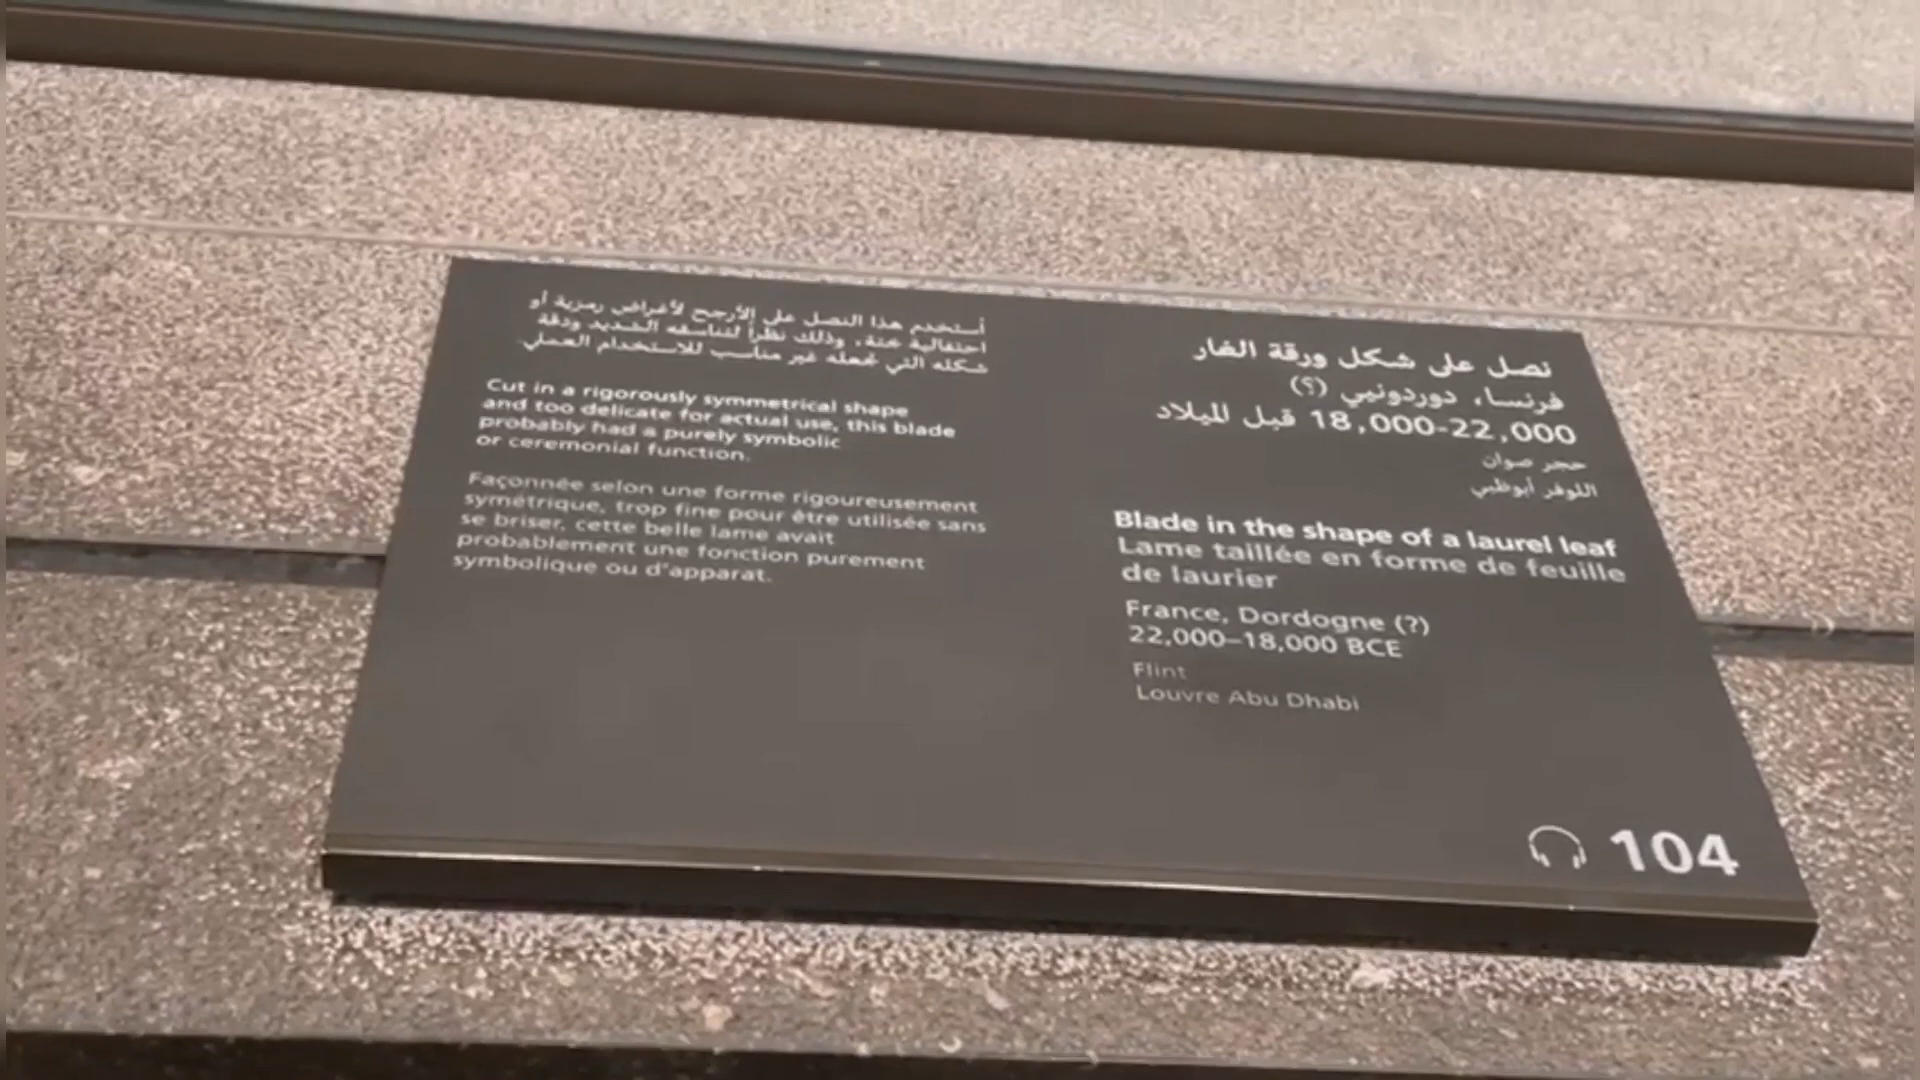 أستخدم هذا النصل على الأرجح لأغراض رمزية أو
احتفالية بحتة، وذلك نظراً لتناسقه الشديد ودقة
شكله التي تجعله غير مناسب للاستخدام العملي.
Cut in a rigorously symmetrical shape
and too delicate for actual use, this blade
probably had a purely symbolic
or ceremonial function.
Façonnée selon une forme rigoureusement
symétrique, trop fine pour être utilisée sans
se briser, cette belle lame avait
probablement une fonction purement
symbolique ou d'apparat.
نصل على شكل ورقة الغار
فرنسا، دوردونيي (؟)
22,000-18,000 قبل الميلاد
حجر صوان
اللوفر أبوظبي
Blade in the shape of a laurel leaf
Lame taillée en forme de feuille
de laurier
France, Dordogne (?)
22,000–18,000 BCE
Flint
Louvre Abu Dhabi
104